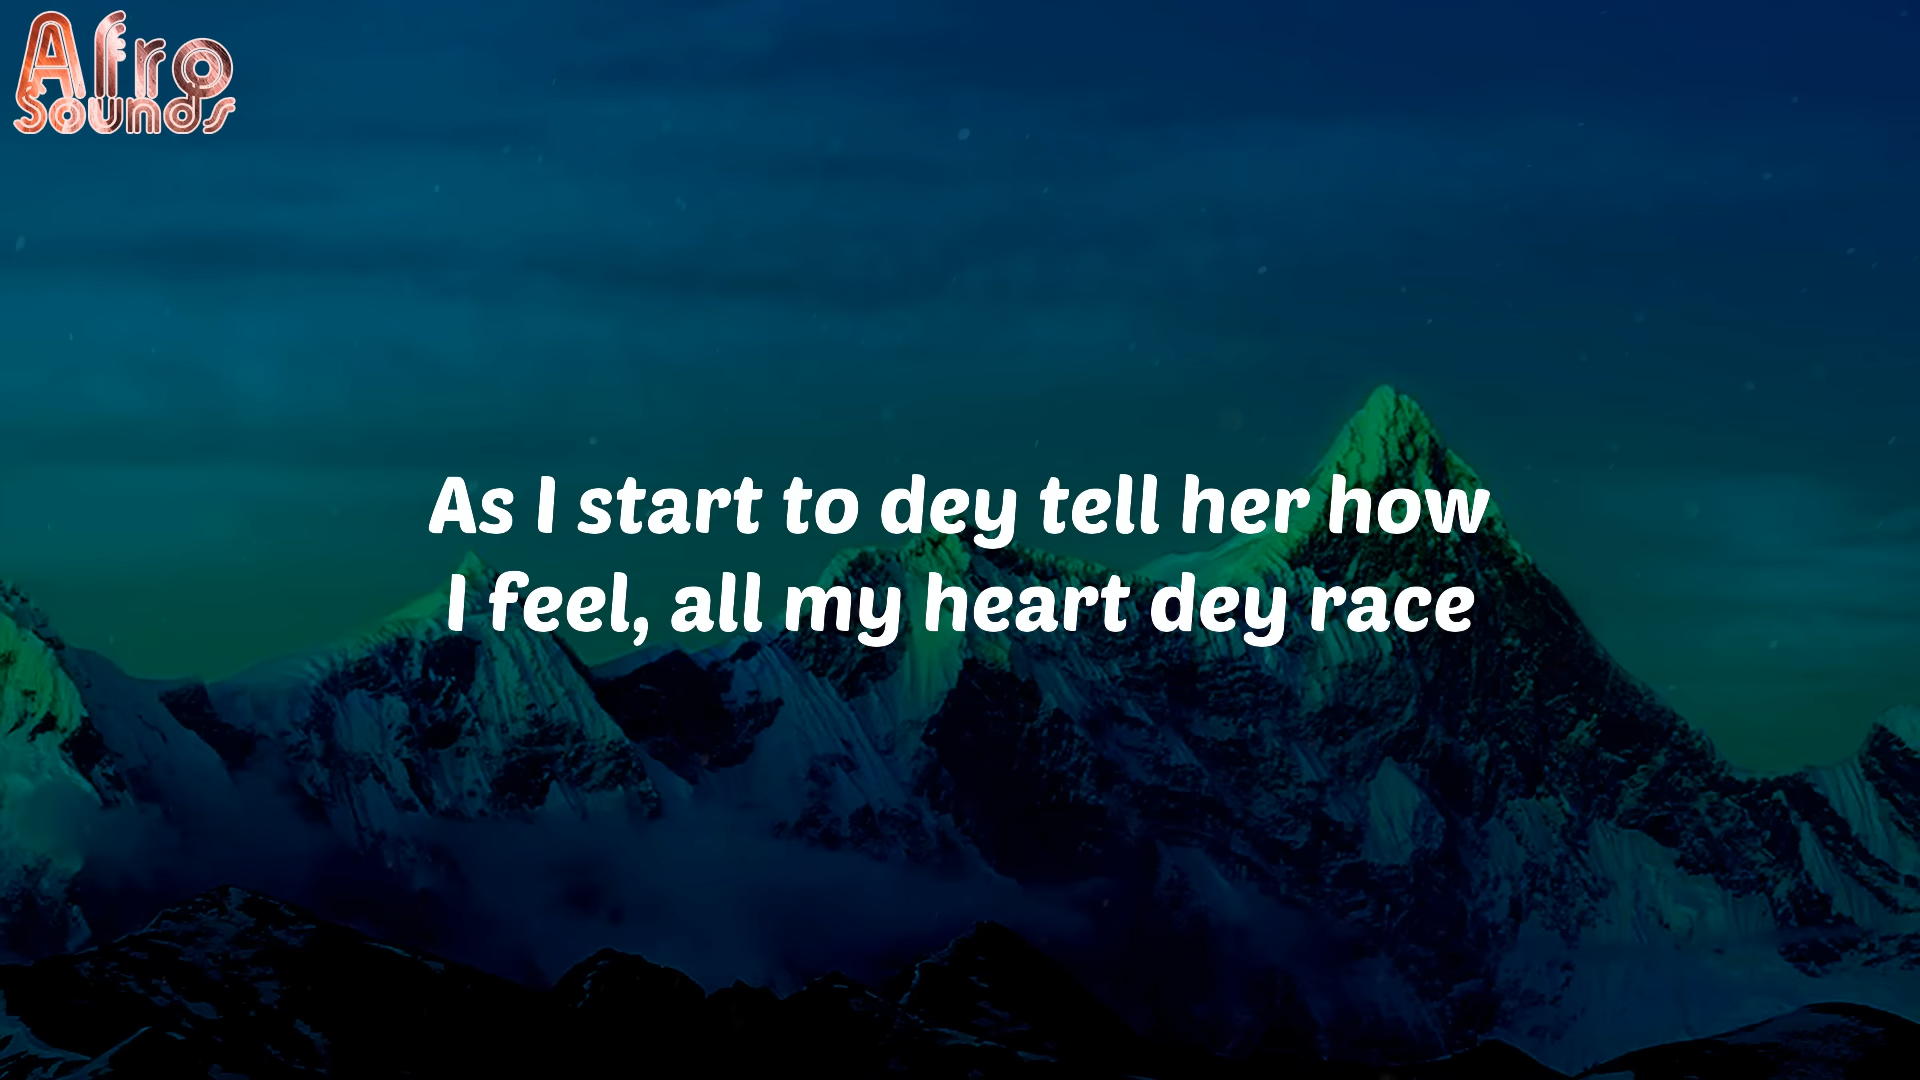 Afro
Sounds
As I start to dey tell her how
I feel, all my heart dey race